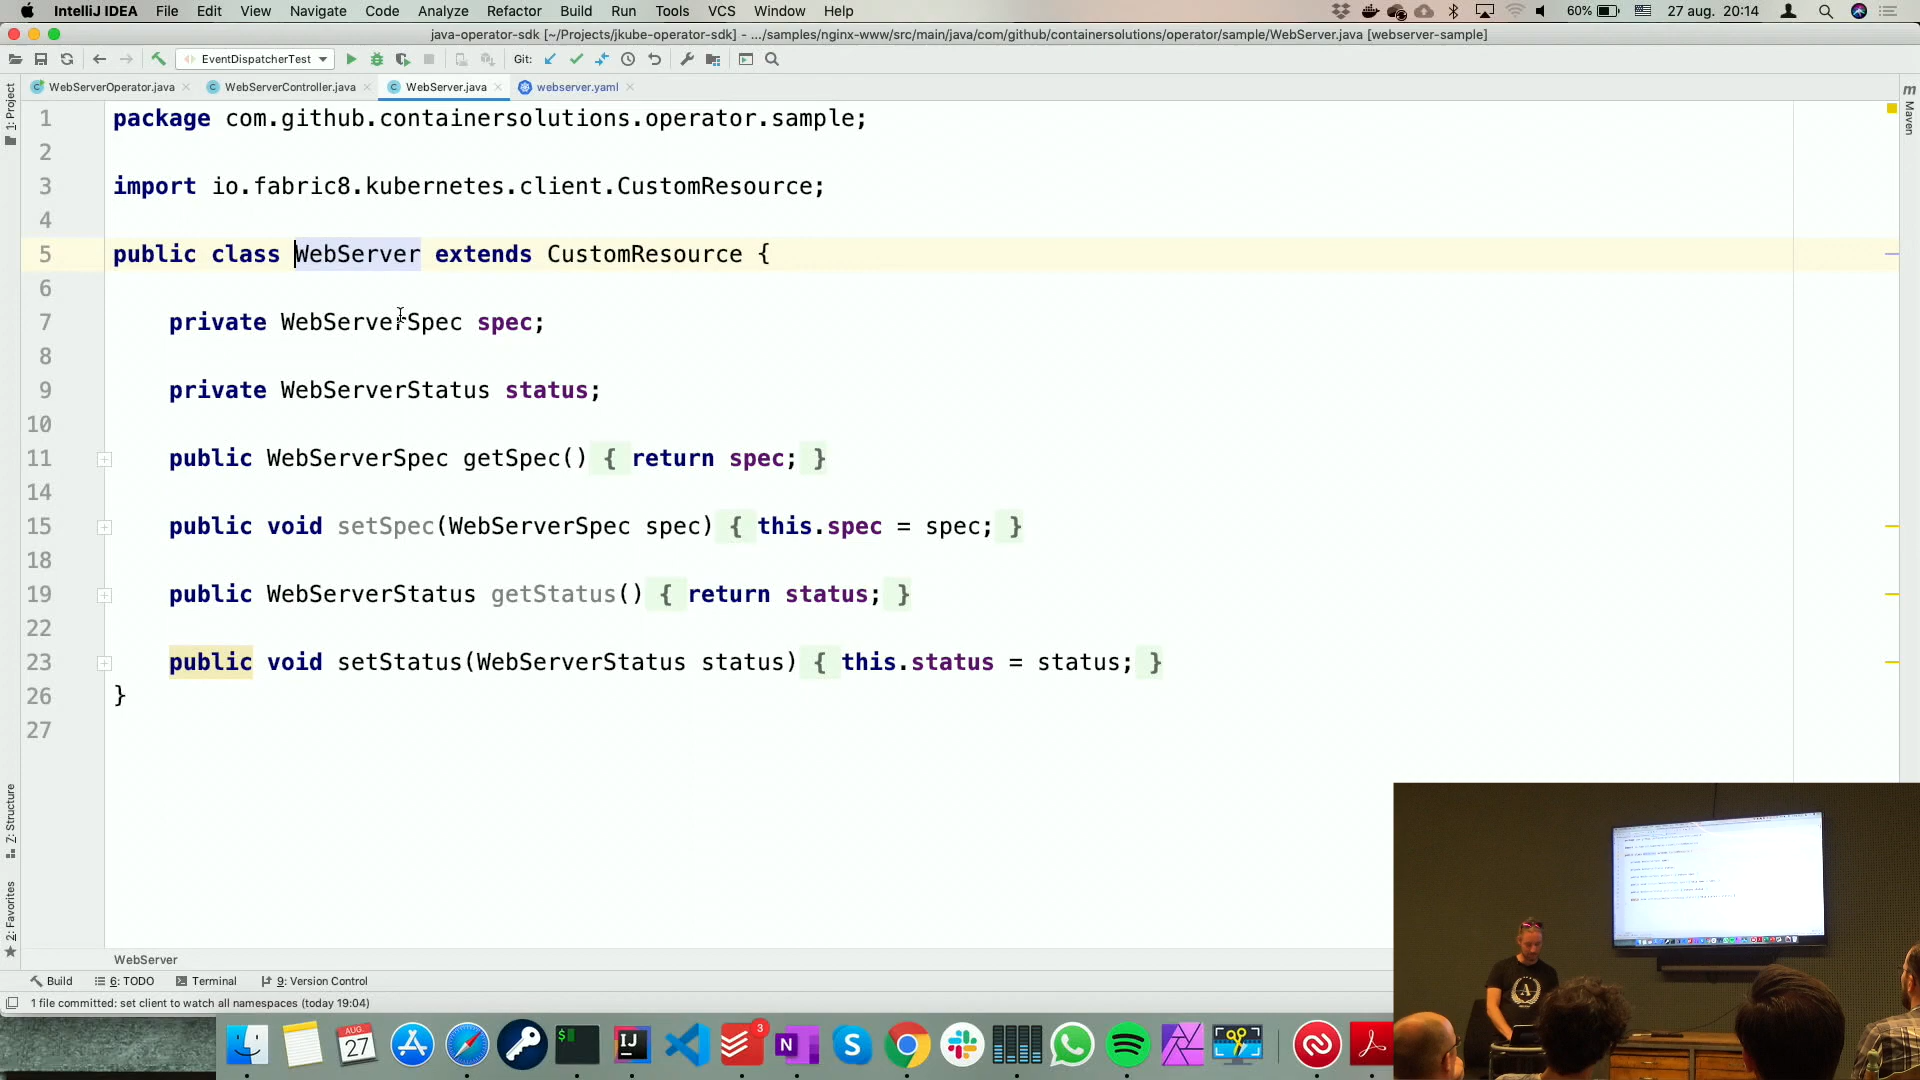 IntelliJ IDEA File Edit View Navigate Code Analyze Refactor Build Run Tools VCS Window Help 60% 27 aug. 20:14
java-operator-sdk [~/Projects/jkube-operator-sdk] - .../samples/nginx-www/src/main/java/com/github/containersolutions/operator/sample/WebServer.java [webserver-sample]
EventDispatcherTest Git:
WebServerOperator.java WebServerController.java WebServer.java webserver.yaml
1: Project
Maven
1 package com.github.containersolutions.operator.sample;
2
3 import io.fabric8.kubernetes.client.CustomResource;
4
5 public class WebServer extends CustomResource {
6
7 private WebServerSpec spec;
8
9 private WebServerStatus status;
10
11 public WebServerSpec getSpec() { return spec; }
14
15 public void setSpec(WebServerSpec spec) { this.spec = spec; }
18
19 public WebServerStatus getStatus() { return status; }
22
23 public void setStatus(WebServerStatus status) { this.status = status; }
26 }
27
Z: Structure
2: Favorites
WebServer
Build 6: TODO Terminal 9: Version Control
1 file committed: set client to watch all namespaces (today 19:04)
AUG. 27
$
IJ
3
N
S
A